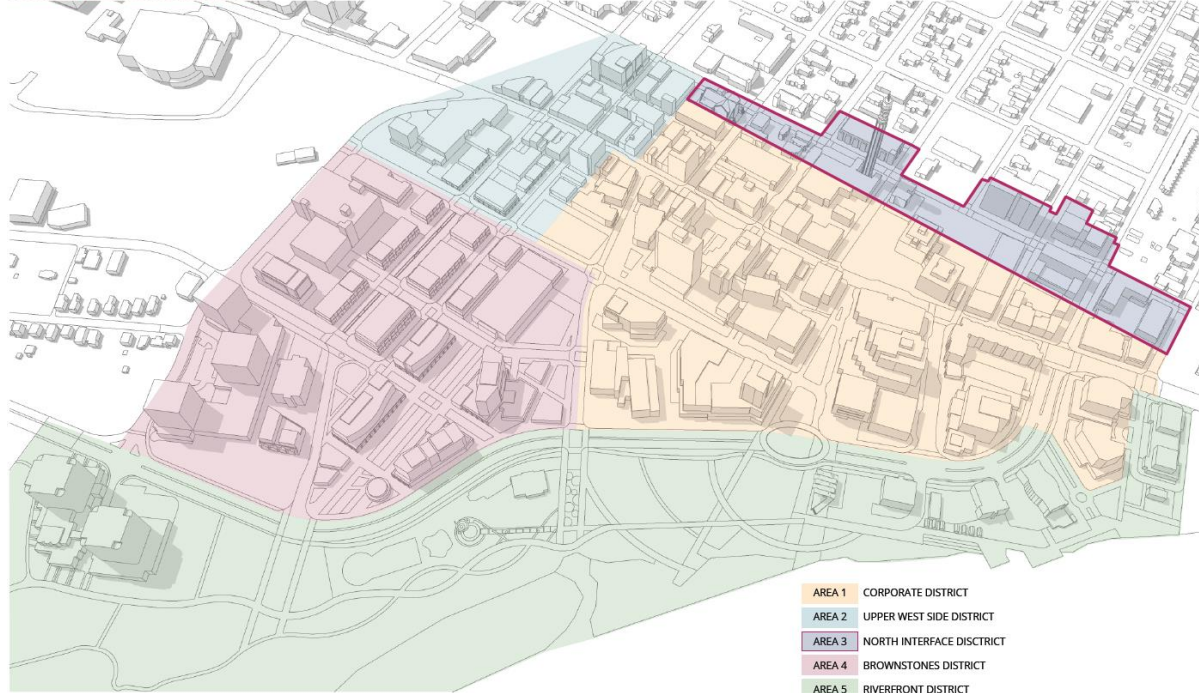 AREA 1 CORPORATE DISTRICT
AREA 2 UPPER WEST SIDE DISTRICT
AREA 3 NORTH INTERFACE DISCTRICT
AREA 4 BROWNSTONES DISTRICT
AREA 5 RIVERFRONT DISTRICT